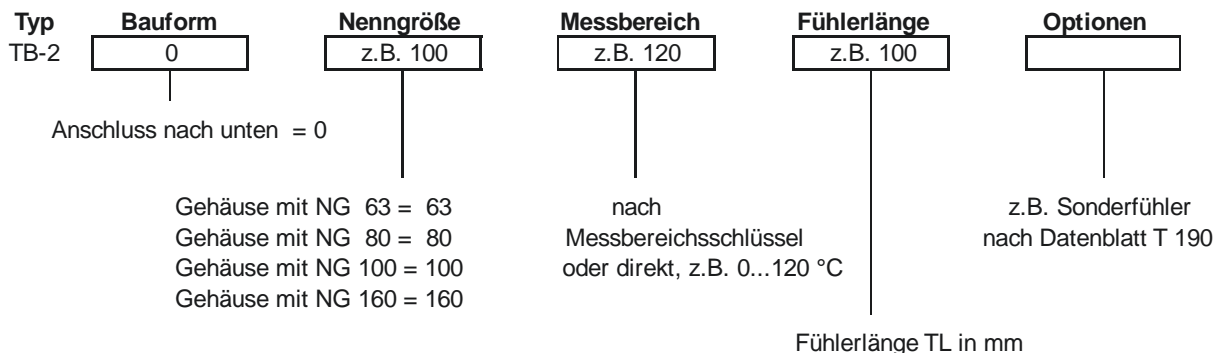 Typ Bauform Nenngröße Messbereich Fühlerlänge Optionen
TB-2 0 z.B. 100 z.B. 120 z.B. 100
Anschluss nach unten = 0
Gehäuse mit NG 63 = 63 nach z.B. Sonderfühler
Gehäuse mit NG 80 = 80 Messbereichsschlüssel nach Datenblatt T 190
Gehäuse mit NG 100 = 100 oder direkt, z.B. 0...120 °C
Gehäuse mit NG 160 = 160
Fühlerlänge TL in mm